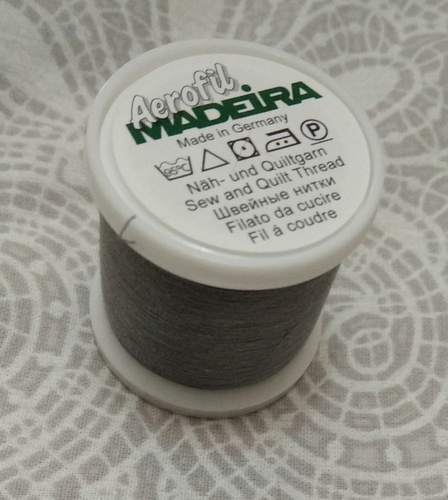 Aerofil
MADEIRA
Made in Germany
95°C P
Näh- und Quiltgarn
Sew and Quilt Thread
Швейные нитки
Filato da cucire
Fil á coudre